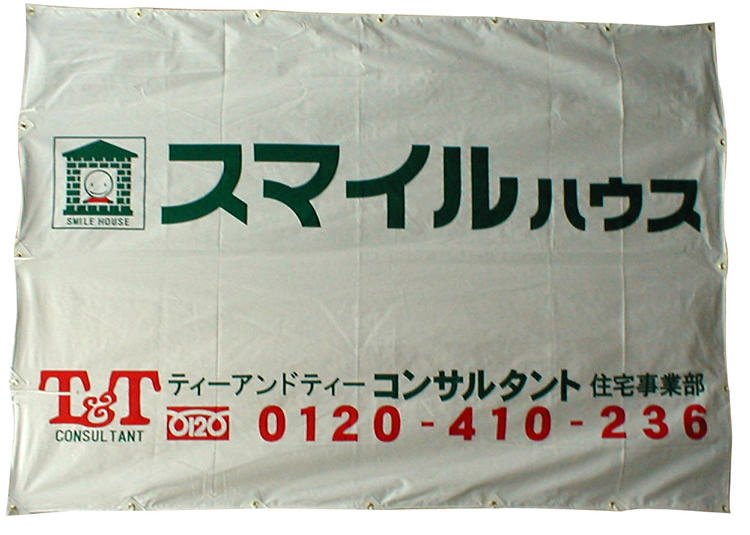 スマイルハウス
SMILE HOUSE
T&T ティーアンドティーコンサルタント 住宅事業部
CONSULTANT
0120 0120-410-236